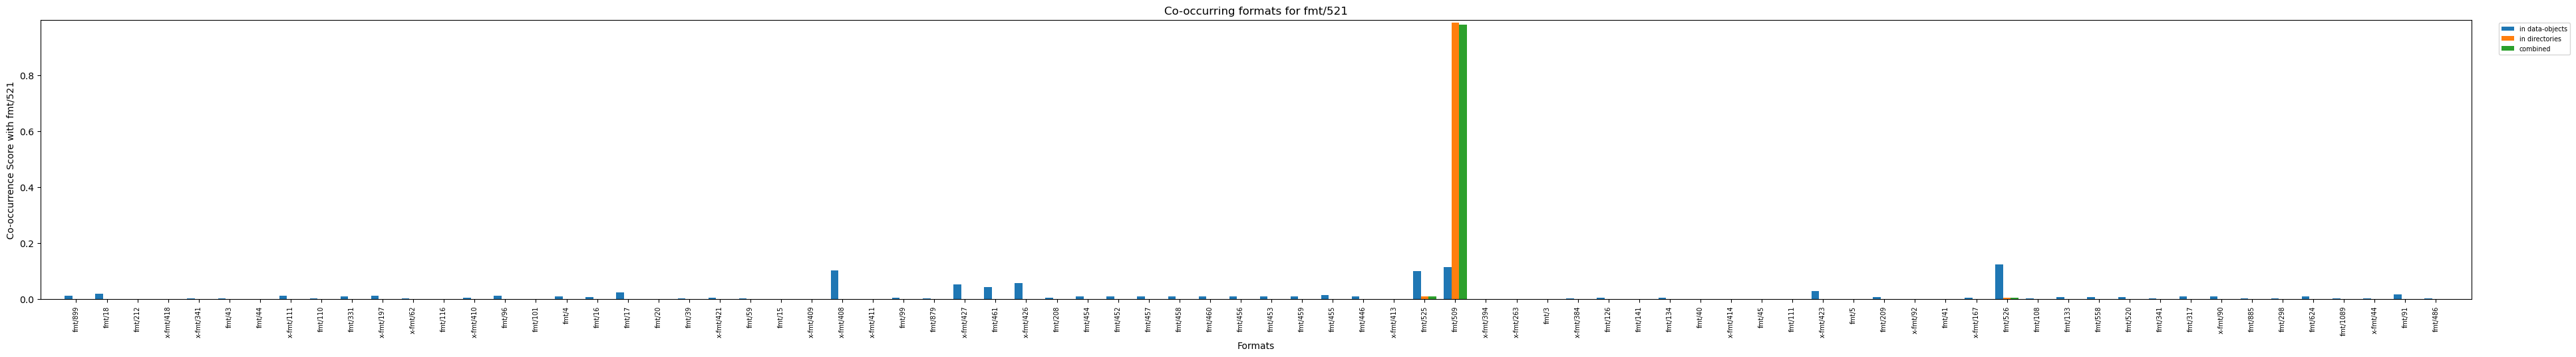 Co-occurring formats for fmt/521
in data-objects
in directories
combined
Co-occurrence Score with fmt/521
0.8
0.6
0.4
0.2
0.0
fmt/899
fmt/18
fmt/212
x-fmt/418
x-fmt/341
fmt/43
fmt/44
x-fmt/111
fmt/110
fmt/331
x-fmt/197
x-fmt/62
fmt/116
x-fmt/410
fmt/96
fmt/101
fmt/4
fmt/16
fmt/17
fmt/20
fmt/39
x-fmt/421
fmt/59
fmt/15
x-fmt/409
x-fmt/408
x-fmt/411
fmt/99
fmt/879
x-fmt/427
fmt/461
x-fmt/426
fmt/208
fmt/454
fmt/452
fmt/457
fmt/458
fmt/460
fmt/456
fmt/453
fmt/459
fmt/455
fmt/446
x-fmt/413
fmt/525
fmt/509
x-fmt/394
x-fmt/263
fmt/3
x-fmt/384
fmt/126
fmt/141
fmt/134
fmt/40
x-fmt/414
fmt/45
fmt/111
x-fmt/423
fmt/5
fmt/209
x-fmt/92
fmt/41
x-fmt/167
fmt/526
fmt/108
fmt/133
fmt/558
fmt/520
fmt/341
fmt/317
x-fmt/90
fmt/885
fmt/298
fmt/624
fmt/1089
x-fmt/44
fmt/91
fmt/486
Formats